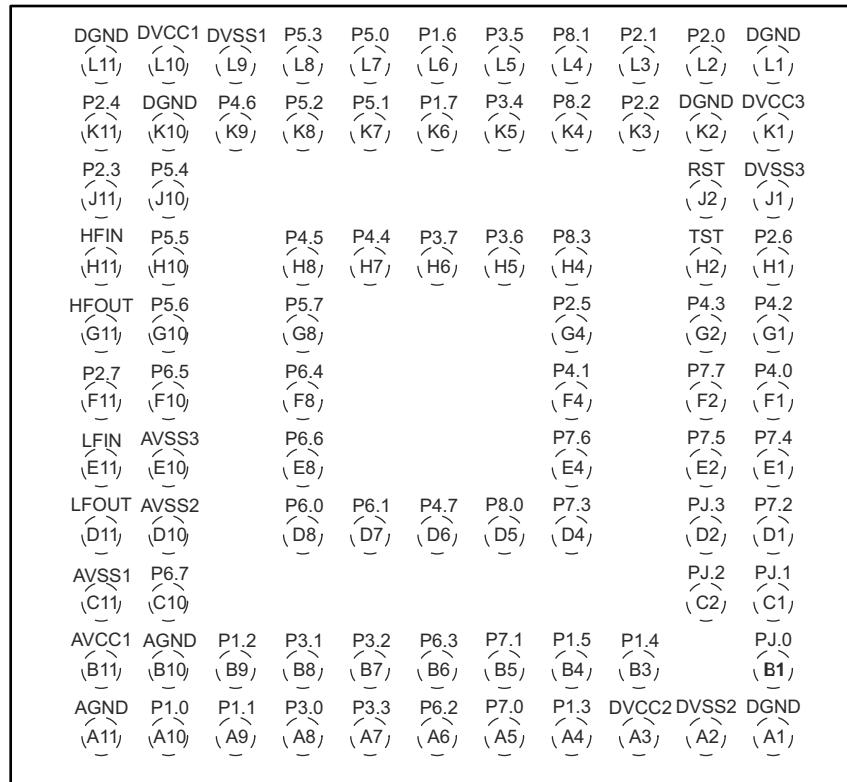 DGND DVCC1 DVSS1 P5.3 P5.0 P1.6 P3.5 P8.1 P2.1 P2.0 DGND
L11 L10 L9 L8 L7 L6 L5 L4 L3 L2 L1
P2.4 DGND P4.6 P5.2 P5.1 P1.7 P3.4 P8.2 P2.2 DGND DVCC3
K11 K10 K9 K8 K7 K6 K5 K4 K3 K2 K1
P2.3 P5.4 RST DVSS3
J11 J10 J2 J1
HFIN P5.5 P4.5 P4.4 P3.7 P3.6 P8.3 TST P2.6
H11 H10 H8 H7 H6 H5 H4 H2 H1
HFOUT P5.6 P5.7 P2.5 P4.3 P4.2
G11 G10 G8 G4 G2 G1
P2.7 P6.5 P6.4 P4.1 P7.7 P4.0
F11 F10 F8 F4 F2 F1
LFIN AVSS3 P6.6 P7.6 P7.5 P7.4
E11 E10 E8 E4 E2 E1
LFOUT AVSS2 P6.0 P6.1 P4.7 P8.0 P7.3 PJ.3 P7.2
D11 D10 D8 D7 D6 D5 D4 D2 D1
AVSS1 P6.7 PJ.2 PJ.1
C11 C10 C2 C1
AVCC1 AGND P1.2 P3.1 P3.2 P6.3 P7.1 P1.5 P1.4 PJ.0
B11 B10 B9 B8 B7 B6 B5 B4 B3 B1
AGND P1.0 P1.1 P3.0 P3.3 P6.2 P7.0 P1.3 DVCC2 DVSS2 DGND
A11 A10 A9 A8 A7 A6 A5 A4 A3 A2 A1